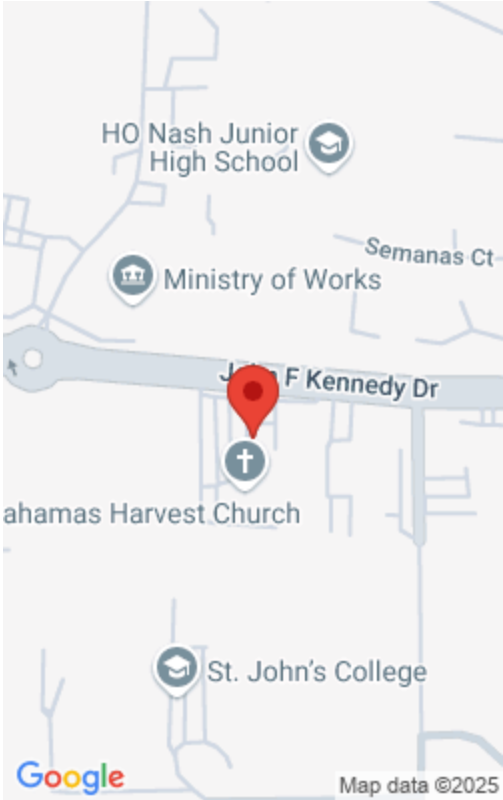 HO Nash Junior
High School
Semanas Ct
Ministry of Works
F Kennedy Dr
ahamas Harvest Church
St. John's College
Google
Map data ©2025